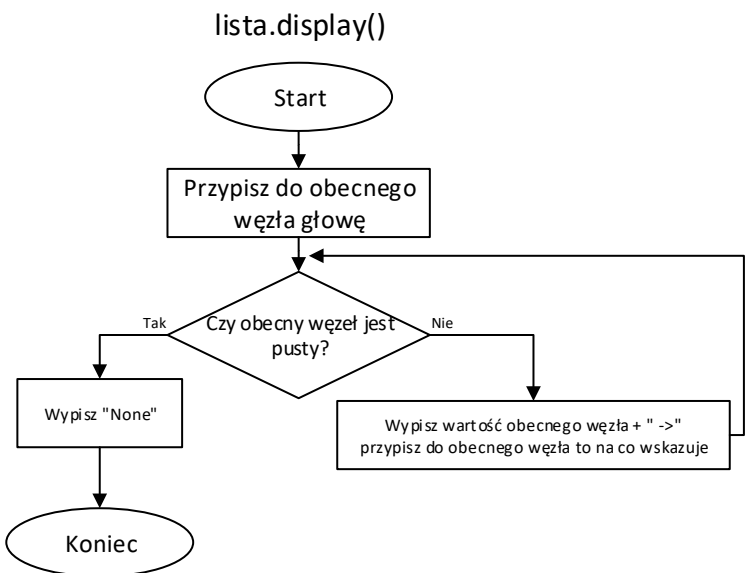 lista.display()
Start
Przypisz do obecnego
węzła głowę
Czy obecny węzeł jest
pusty?
Tak
Nie
Wypisz "None"
Wypisz wartość obecnego węzła + " ->"
przypisz do obecnego węzła to na co wskazuje
Koniec